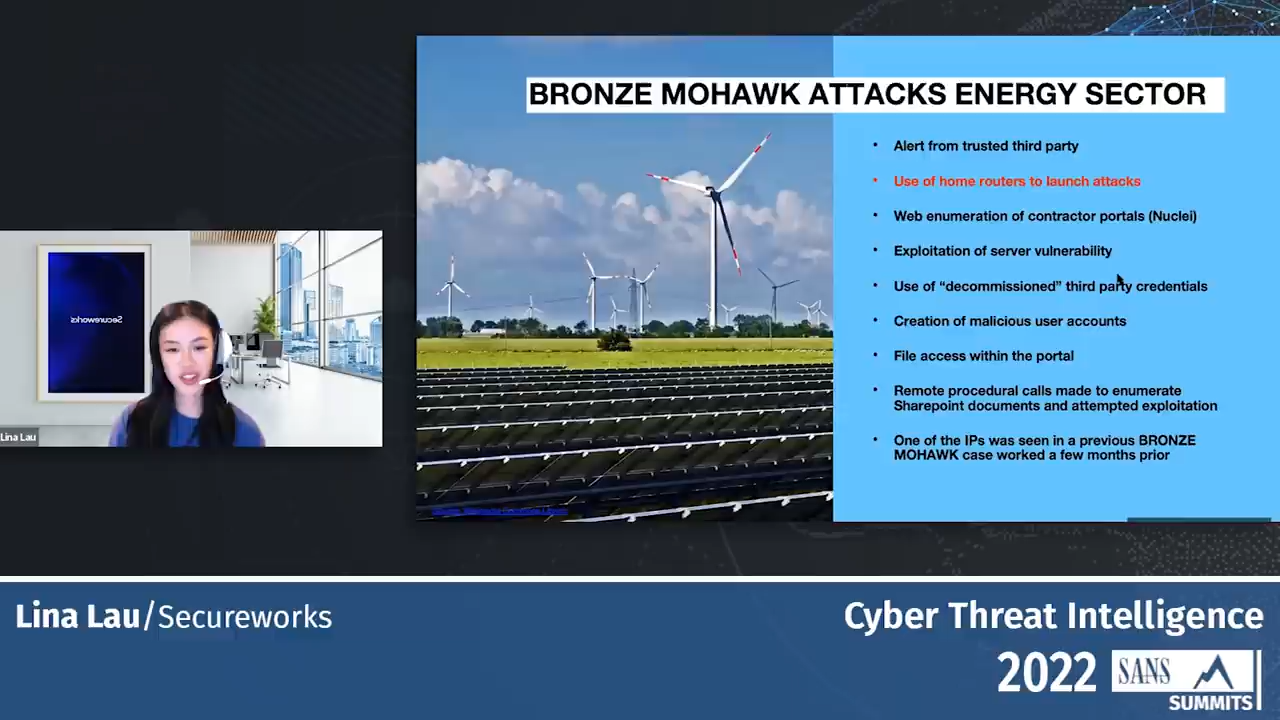 BRONZE MOHAWK ATTACKS ENERGY SECTOR
• Alert from trusted third party
• Use of home routers to launch attacks
• Web enumeration of contractor portals (Nuclei)
• Exploitation of server vulnerability
• Use of “decommissioned” third party credentials
• Creation of malicious user accounts
• File access within the portal
• Remote procedural calls made to enumerate
Sharepoint documents and attempted exploitation
• One of the IPs was seen in a previous BRONZE
MOHAWK case worked a few months prior
Secureworks
Lina Lau
Lina Lau/Secureworks
Cyber Threat Intelligence
2022 SANS
SUMMITS